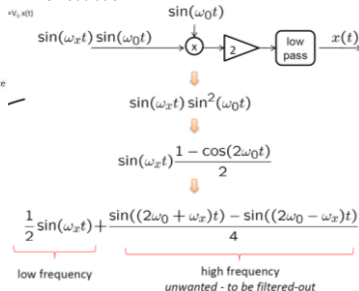 =V₀ x(t)
sin(ω₀t)
sin(ωₓt) sin(ω₀t)
x
2
low pass
x(t)
sin(ωₓt) sin²(ω₀t)
sin(ωₓt) (1 − cos(2ω₀t))/2
1/2 sin(ωₓt) + (sin((2ω₀ + ωₓ)t) − sin((2ω₀ − ωₓ)t))/4
low frequency
high frequency
unwanted - to be filtered-out